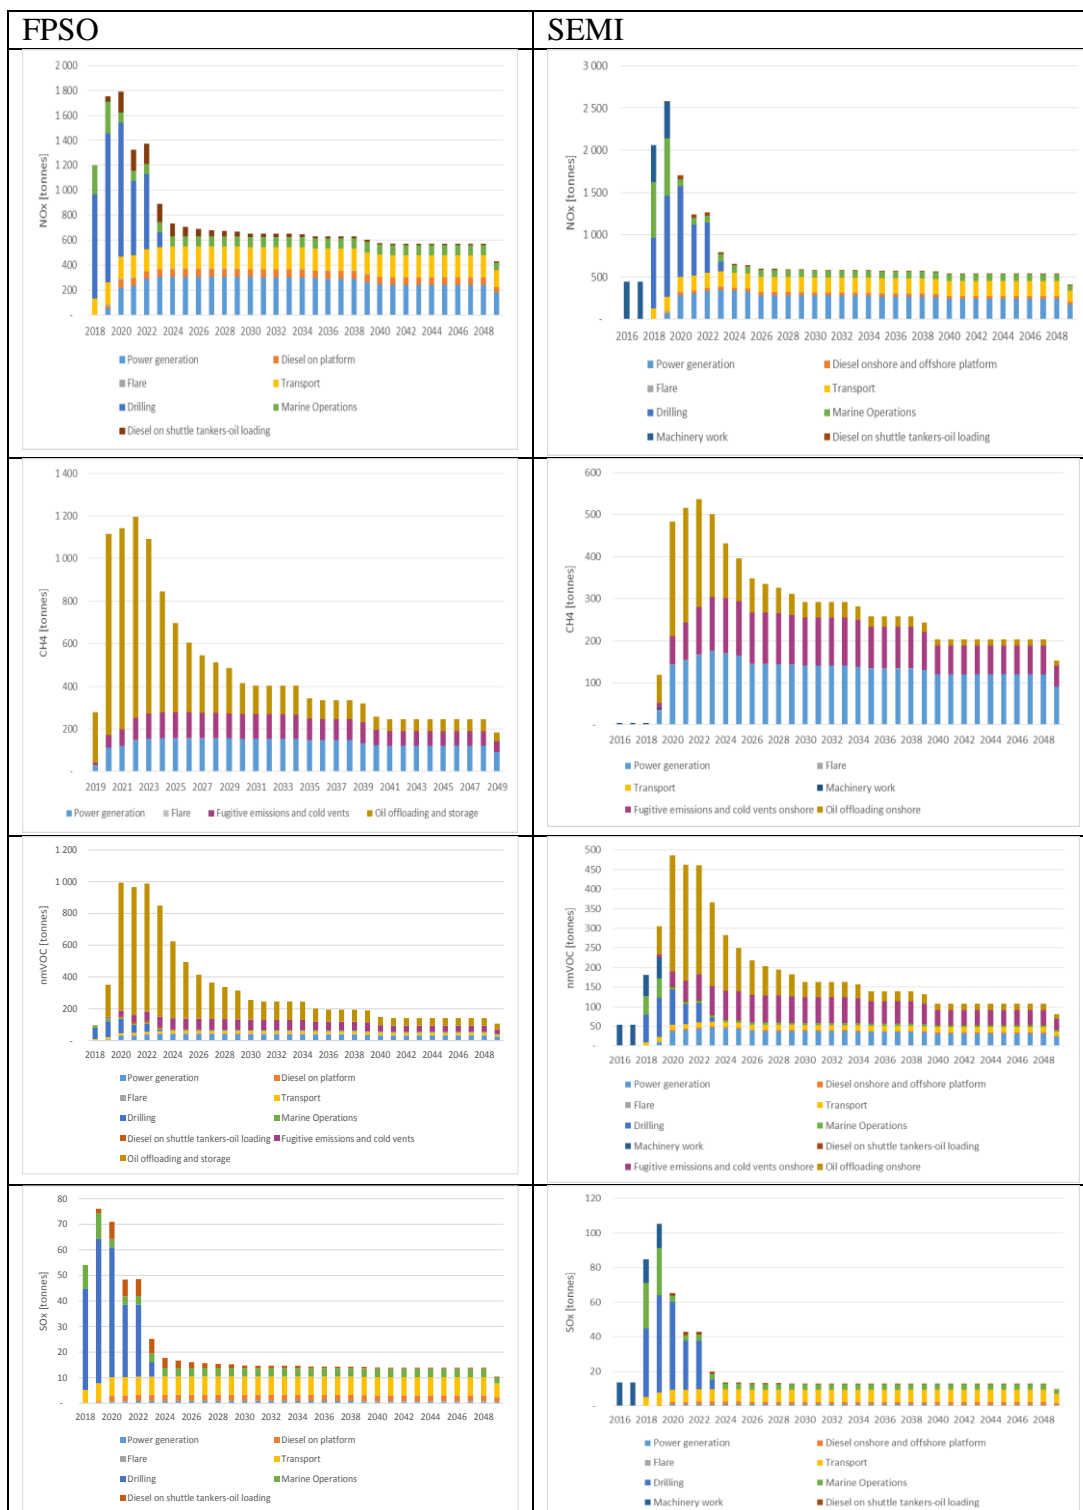 FPSO
SEMI
2 000
1 800
1 600
1 400
1 200
1 000
800
600
400
200
-
NOx [tonnes]
2018 2020 2022 2024 2026 2028 2030 2032 2034 2036 2038 2040 2042 2044 2046 2048
Power generation
Diesel on platform
Flare
Transport
Drilling
Marine Operations
Diesel on shuttle tankers-oil loading
3 000
2 500
2 000
1 500
1 000
500
-
NOx [tonnes]
2016 2018 2020 2022 2024 2026 2028 2030 2032 2034 2036 2038 2040 2042 2044 2046 2048
Power generation
Diesel onshore and offshore platform
Flare
Transport
Drilling
Marine Operations
Machinery work
Diesel on shuttle tankers-oil loading
1 400
1 200
1 000
800
600
400
200
-
CH4 [tonnes]
2019 2021 2023 2025 2027 2029 2031 2033 2035 2037 2039 2041 2043 2045 2047 2049
Power generation
Flare
Fugitive emissions and cold vents
Oil offloading and storage
600
500
400
300
200
100
-
CH4 [tonnes]
2016 2018 2020 2022 2024 2026 2028 2030 2032 2034 2036 2038 2040 2042 2044 2046 2048
Power generation
Flare
Transport
Machinery work
Fugitive emissions and cold vents onshore
Oil offloading onshore
1 200
1 000
800
600
400
200
-
nmVOC [tonnes]
2018 2020 2022 2024 2026 2028 2030 2032 2034 2036 2038 2040 2042 2044 2046 2048
Power generation
Diesel on platform
Flare
Transport
Drilling
Marine Operations
Diesel on shuttle tankers-oil loading
Fugitive emissions and cold vents
Oil offloading and storage
500
450
400
350
300
250
200
150
100
50
-
nmVOC [tonnes]
2016 2018 2020 2022 2024 2026 2028 2030 2032 2034 2036 2038 2040 2042 2044 2046 2048
Power generation
Diesel onshore and offshore platform
Flare
Transport
Drilling
Marine Operations
Machinery work
Diesel on shuttle tankers-oil loading
Fugitive emissions and cold vents onshore
Oil offloading onshore
80
70
60
50
40
30
20
10
-
SOx [tonnes]
2018 2020 2022 2024 2026 2028 2030 2032 2034 2036 2038 2040 2042 2044 2046 2048
Power generation
Diesel on platform
Flare
Transport
Drilling
Marine Operations
Diesel on shuttle tankers-oil loading
120
100
80
60
40
20
-
SOx [tonnes]
2016 2018 2020 2022 2024 2026 2028 2030 2032 2034 2036 2038 2040 2042 2044 2046 2048
Power generation
Diesel onshore and offshore platform
Flare
Transport
Drilling
Marine Operations
Machinery work
Diesel on shuttle tankers-oil loading